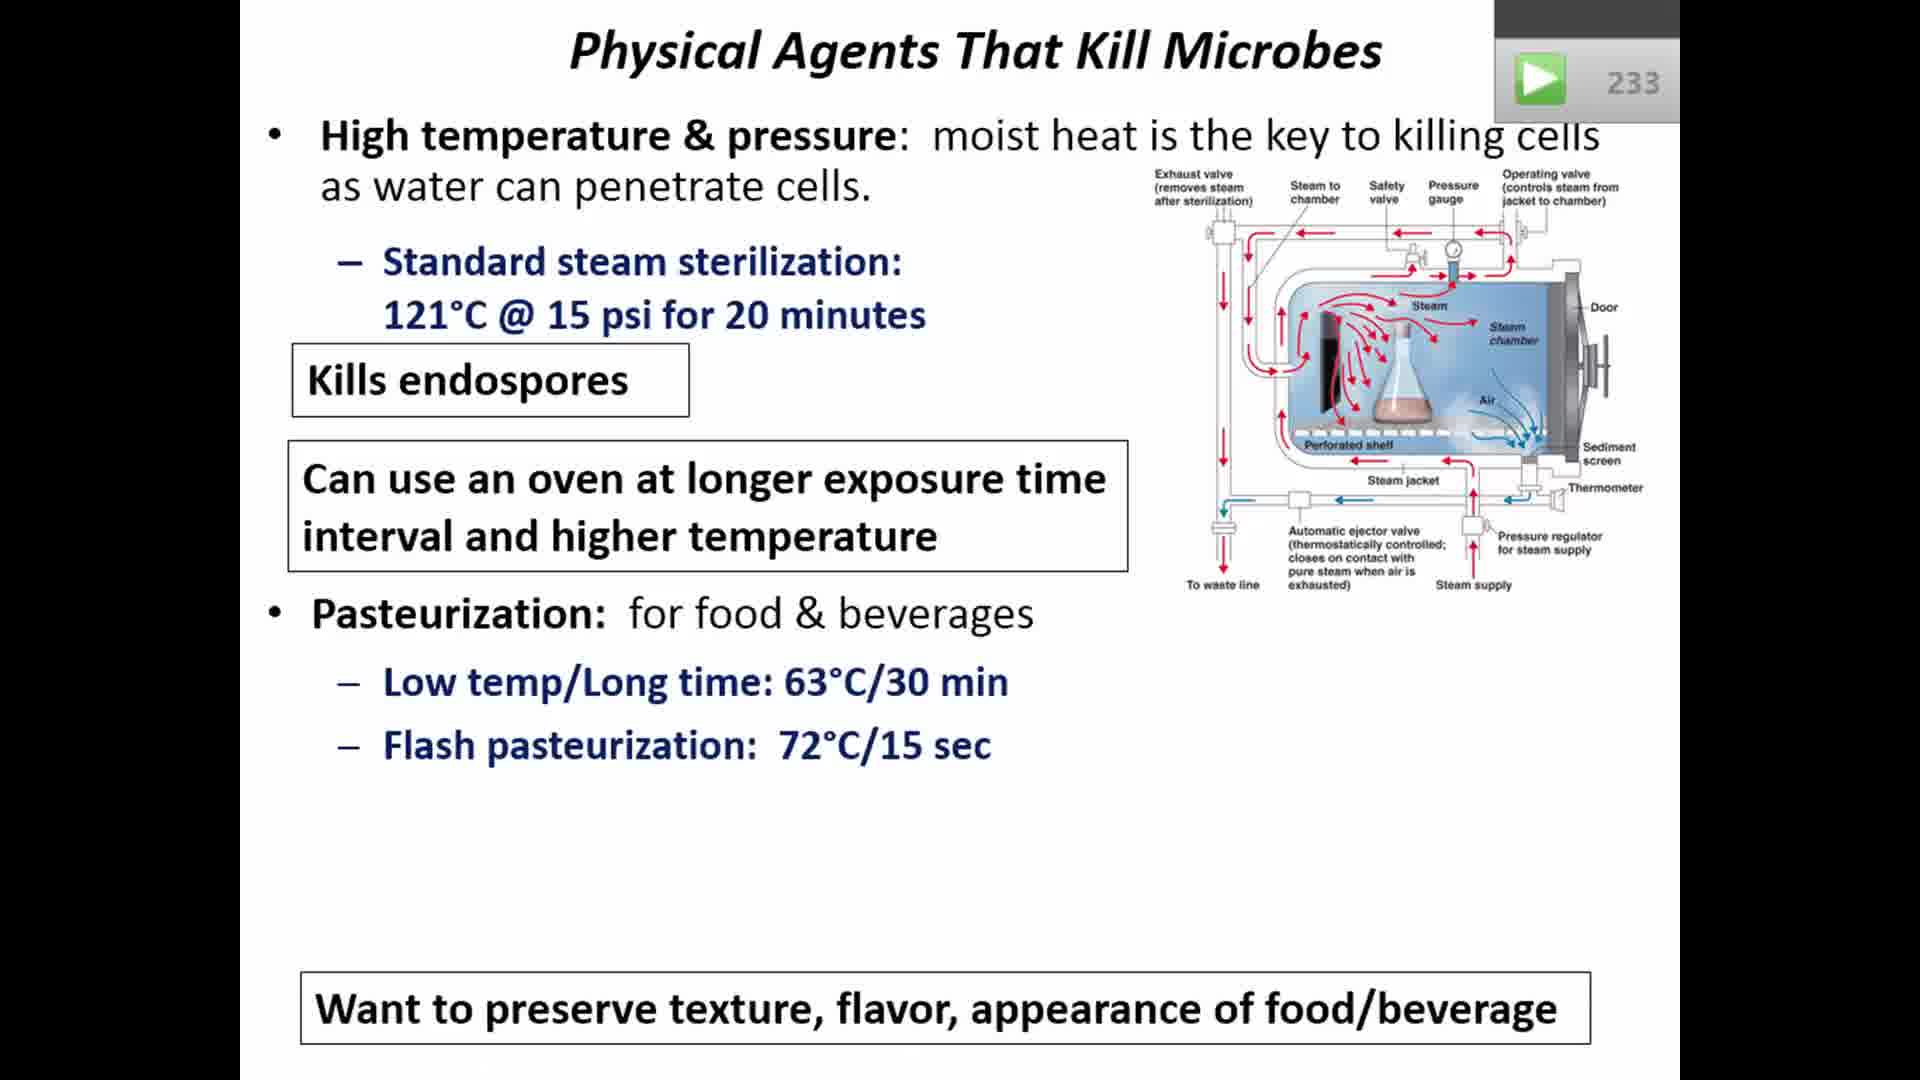 Physical Agents That Kill Microbes
233
• High temperature & pressure: moist heat is the key to killing cells
as water can penetrate cells.
– Standard steam sterilization:
121°C @ 15 psi for 20 minutes
Kills endospores
Can use an oven at longer exposure time
interval and higher temperature
• Pasteurization: for food & beverages
– Low temp/Long time: 63°C/30 min
– Flash pasteurization: 72°C/15 sec
Want to preserve texture, flavor, appearance of food/beverage
Exhaust valve
(removes steam
after sterilization)
Steam to
chamber
Safety
valve
Pressure
gauge
Operating valve
(controls steam from
jacket to chamber)
Steam
Steam
chamber
Door
Air
Perforated shelf
Sediment
screen
Steam jacket
Thermometer
Automatic ejector valve
(thermostatically controlled;
closes on contact with
pure steam when air is
exhausted)
Pressure regulator
for steam supply
To waste line
Steam supply